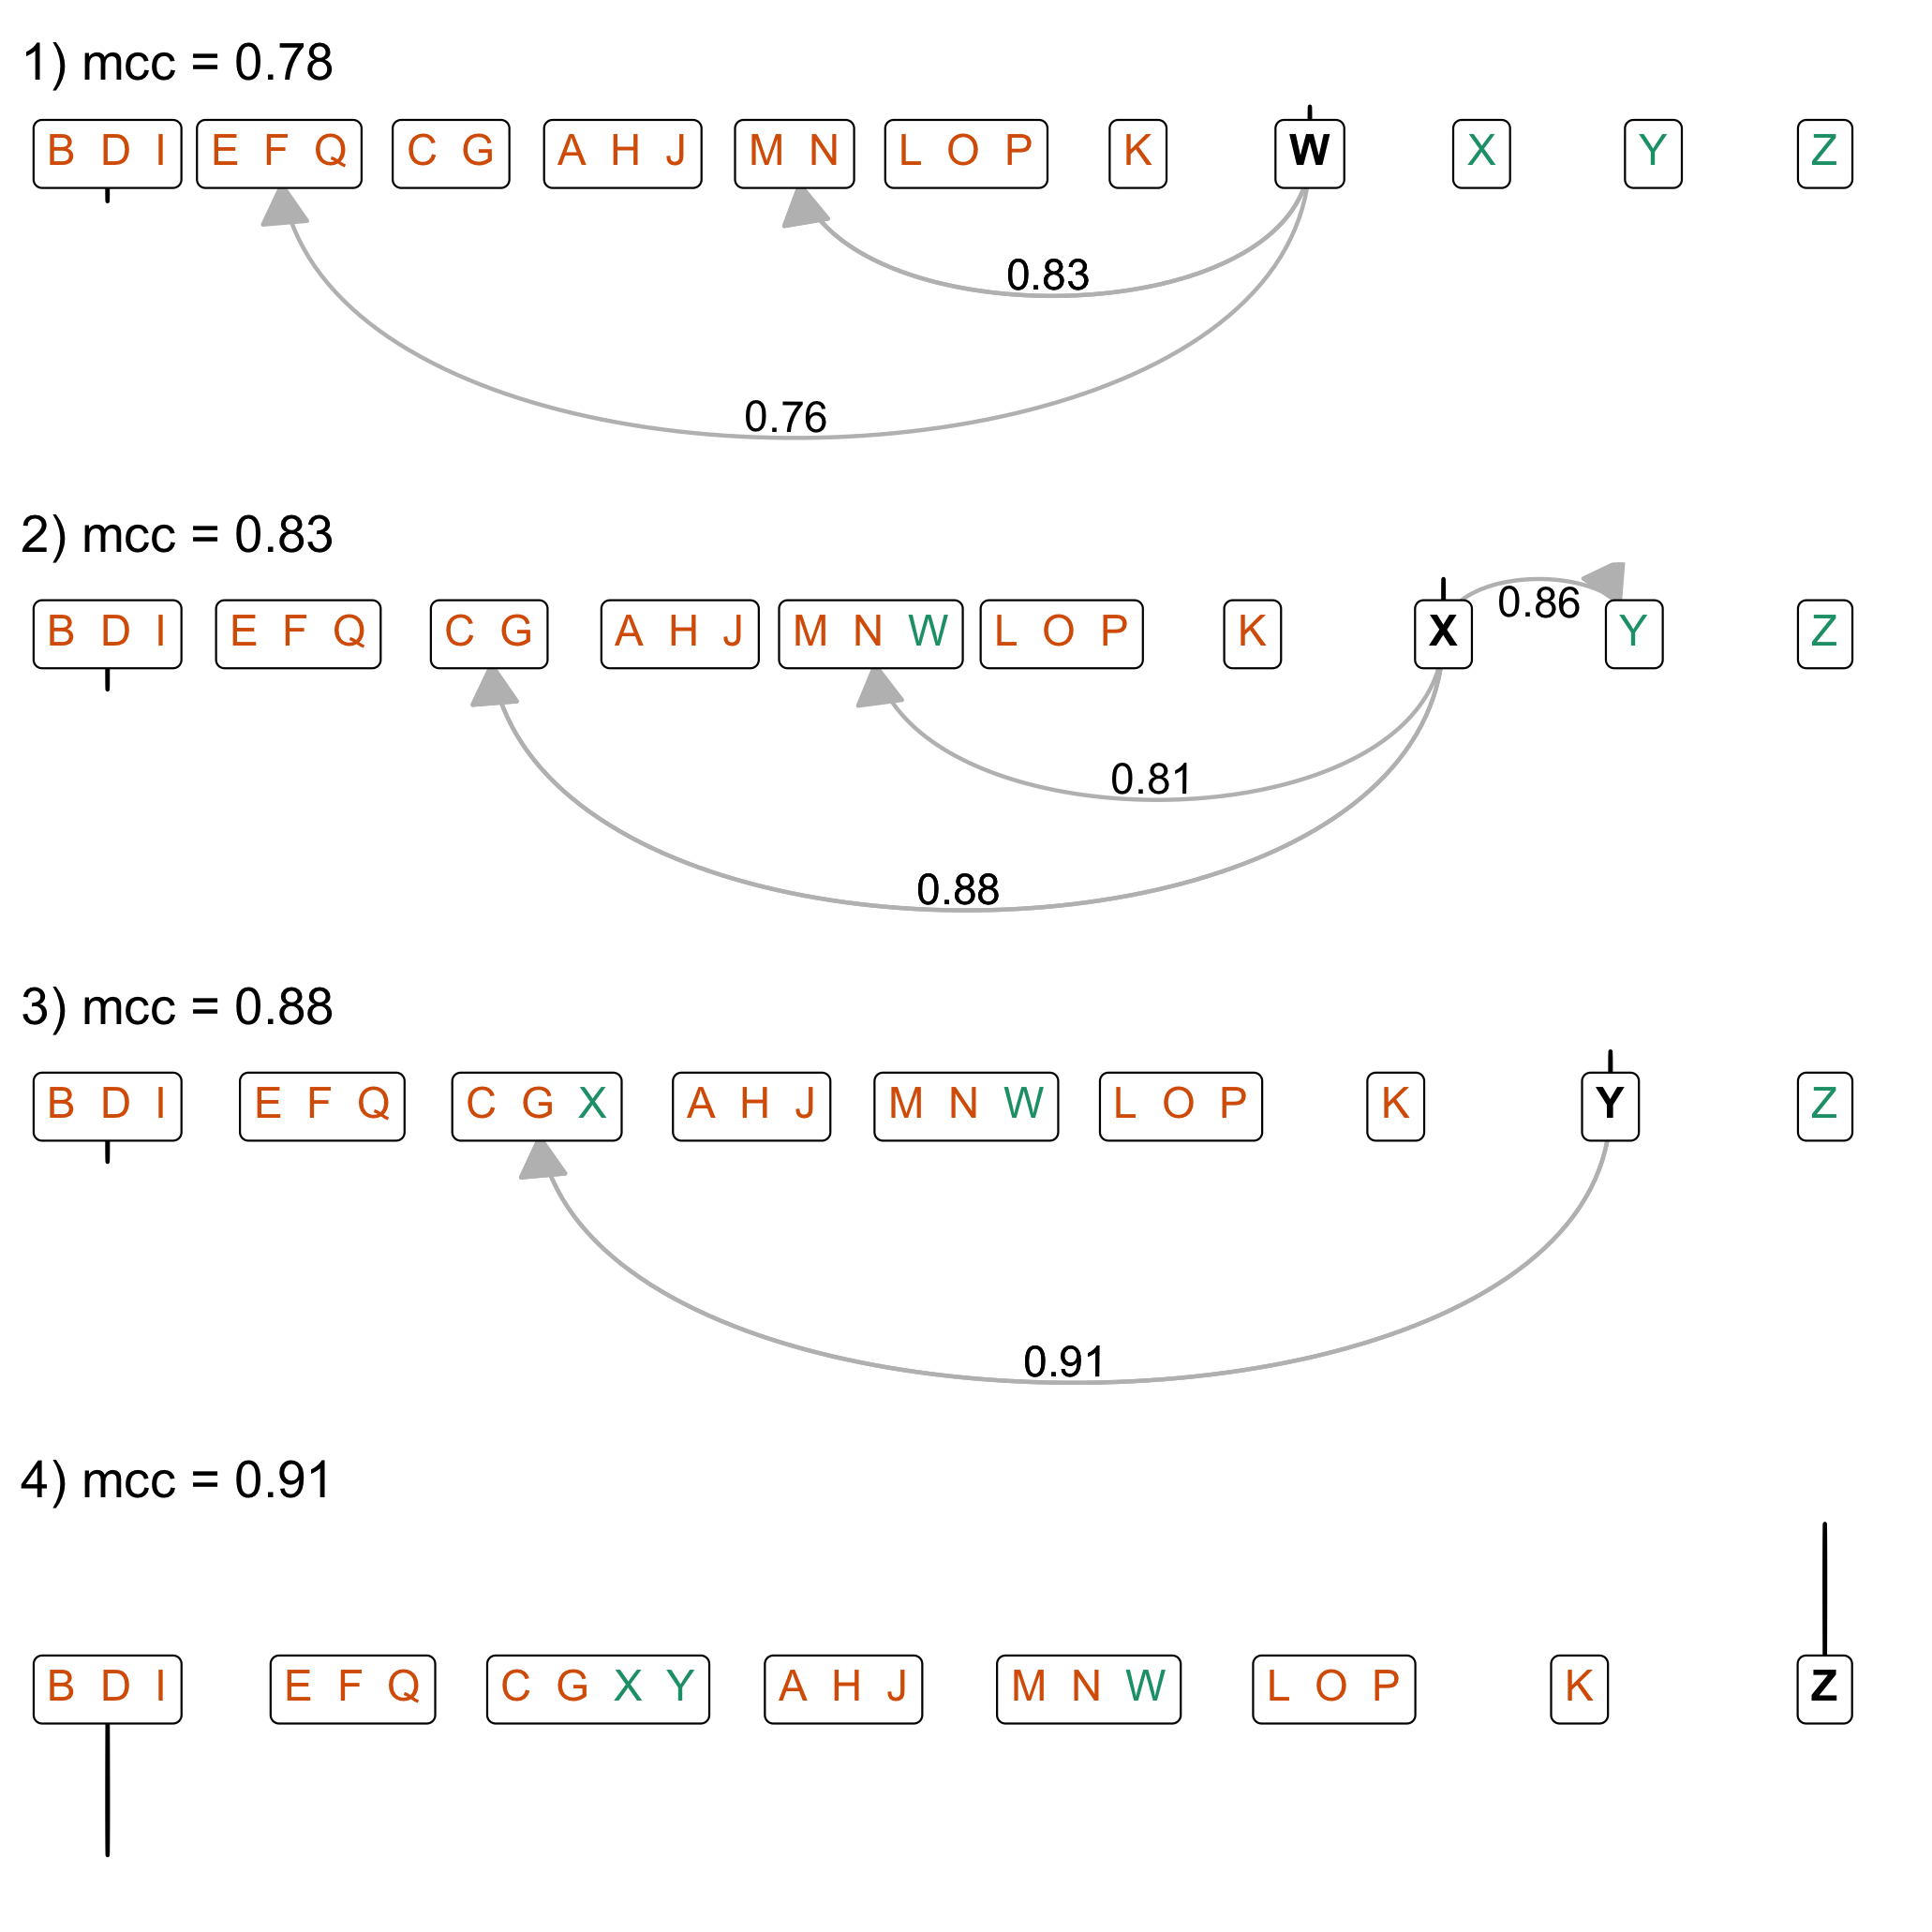 1) mcc = 0.78
B D I E F Q C G A H J M N L O P K W X Y Z
0.83
0.76
2) mcc = 0.83
0.86
B D I E F Q C G A H J M N W L O P K X Y Z
0.81
0.88
3) mcc = 0.88
B D I E F Q C G X A H J M N W L O P K Y Z
0.91
4) mcc = 0.91
B D I E F Q C G X Y A H J M N W L O P K Z